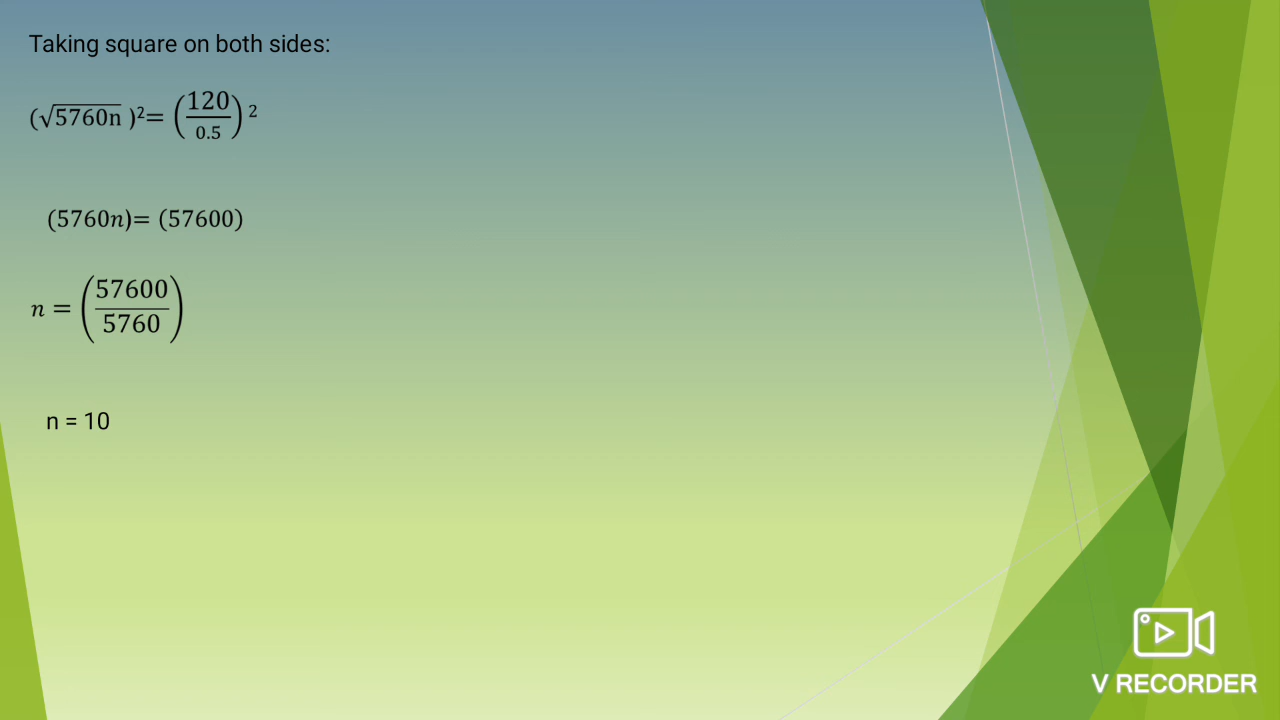 Taking square on both sides:
(√5760n )²= (120/0.5)²
(5760n)= (57600)
n = (57600/5760)
n = 10
V RECORDER